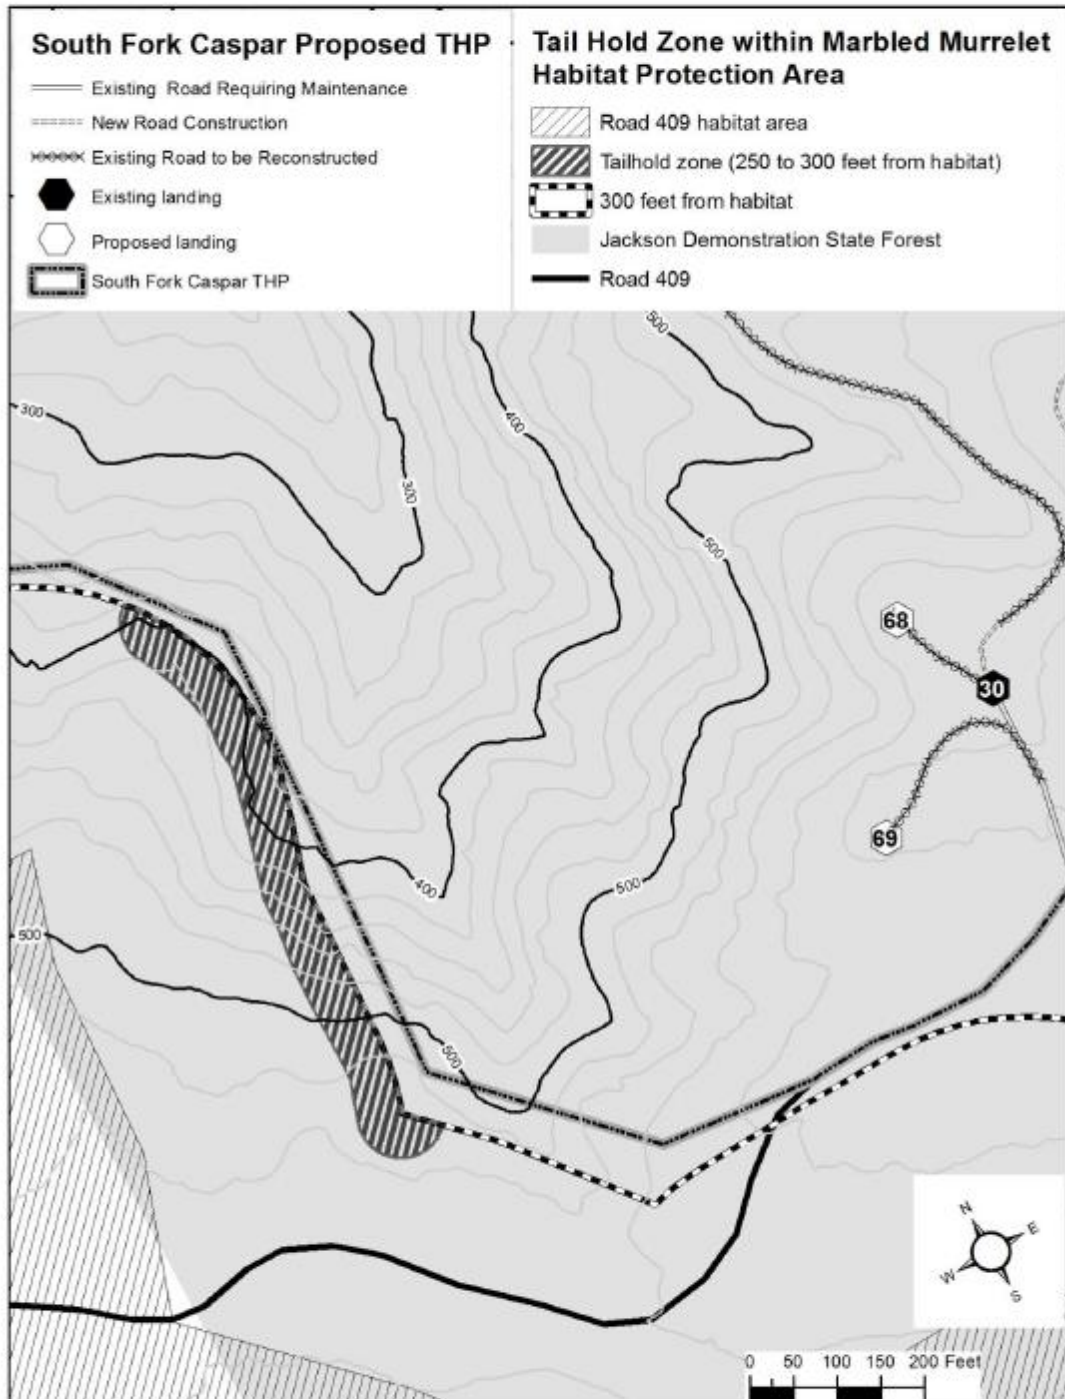 South Fork Caspar Proposed THP
Existing Road Requiring Maintenance
New Road Construction
Existing Road to be Reconstructed
Existing landing
Proposed landing
South Fork Caspar THP
Tail Hold Zone within Marbled Murrelet
Habitat Protection Area
Road 409 habitat area
Tailhold zone (250 to 300 feet from habitat)
300 feet from habitat
Jackson Demonstration State Forest
Road 409
500
300
400
300
500
68
30
69
400
500
500
500
N
E
W
S
0 50 100 150 200 Feet